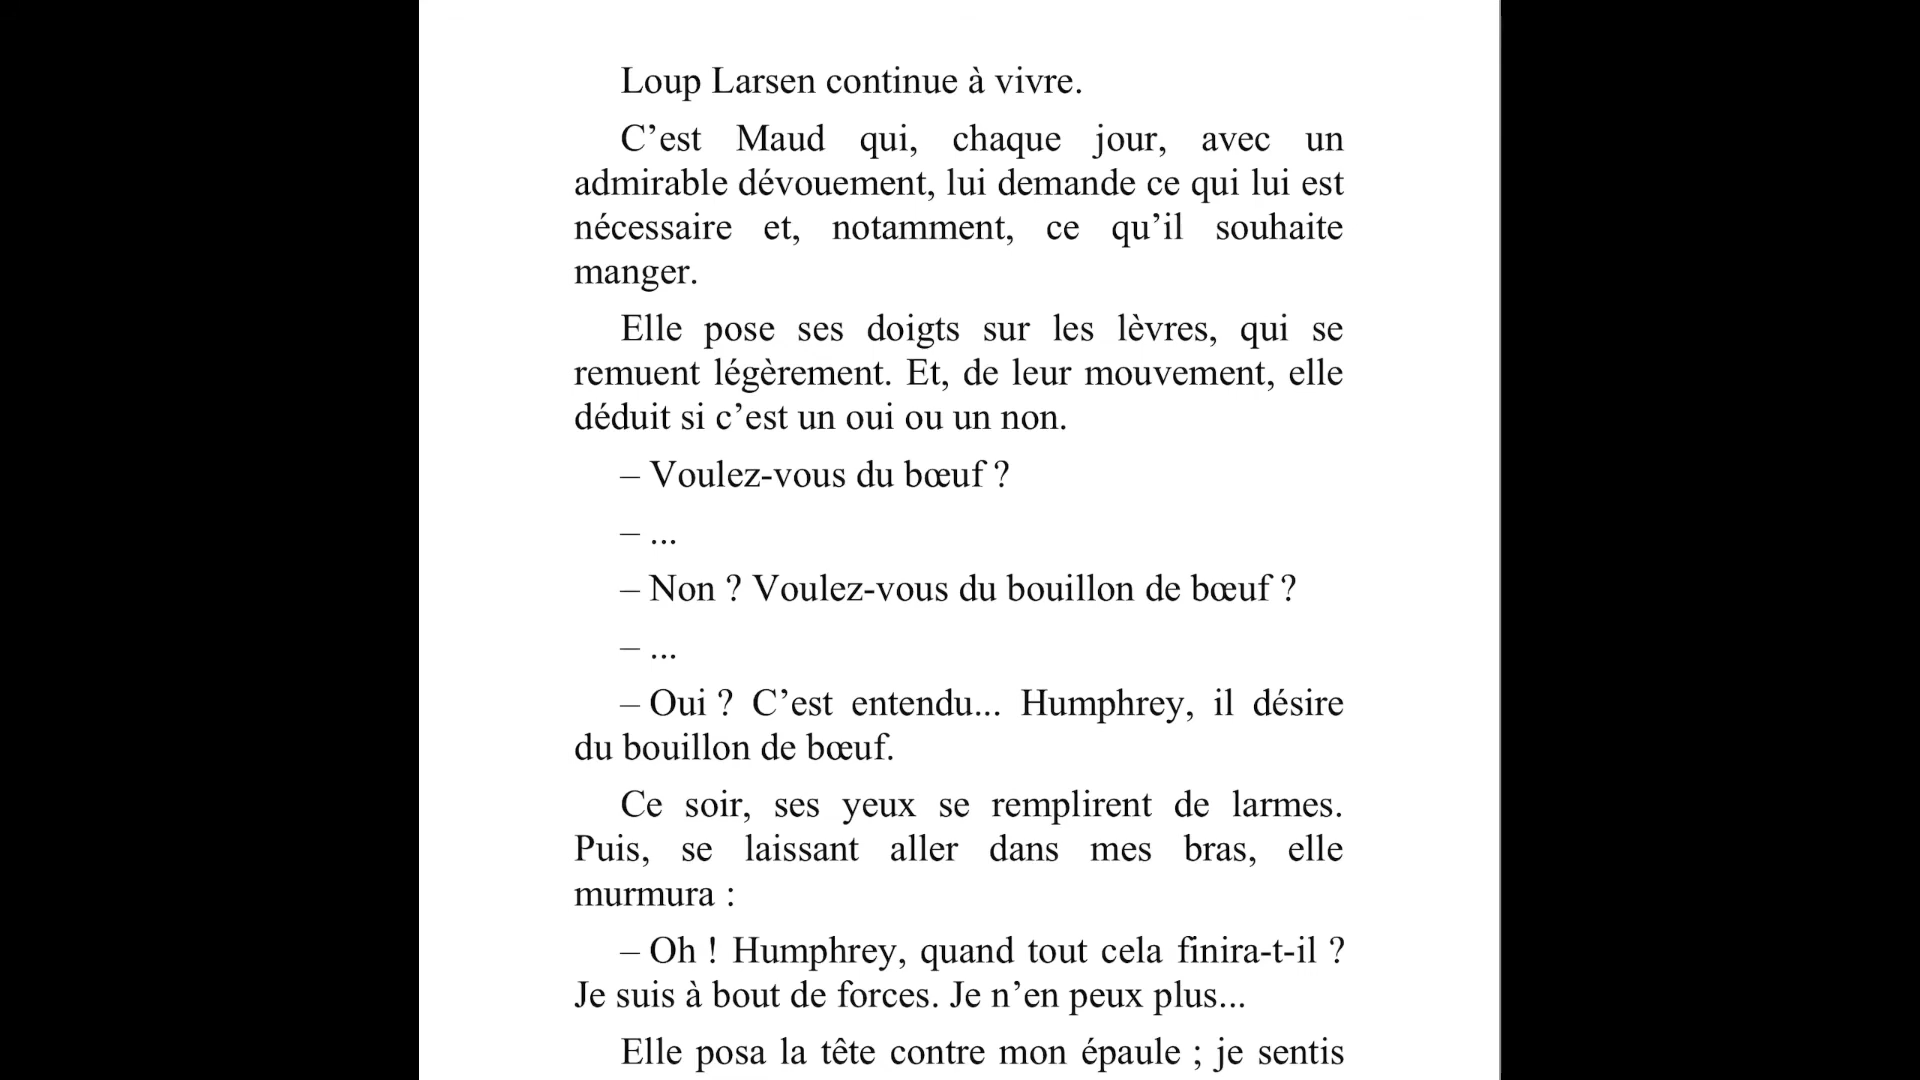 Loup Larsen continue à vivre.
C’est Maud qui, chaque jour, avec un
admirable dévouement, lui demande ce qui lui est
nécessaire et, notamment, ce qu’il souhaite
manger.
Elle pose ses doigts sur les lèvres, qui se
remuent légèrement. Et, de leur mouvement, elle
déduit si c’est un oui ou un non.
– Voulez-vous du bœuf ?
– ...
– Non ? Voulez-vous du bouillon de bœuf ?
– ...
– Oui ? C’est entendu... Humphrey, il désire
du bouillon de bœuf.
Ce soir, ses yeux se remplirent de larmes.
Puis, se laissant aller dans mes bras, elle
murmura :
– Oh ! Humphrey, quand tout cela finira-t-il ?
Je suis à bout de forces. Je n’en peux plus...
Elle posa la tête contre mon épaule ; je sentis